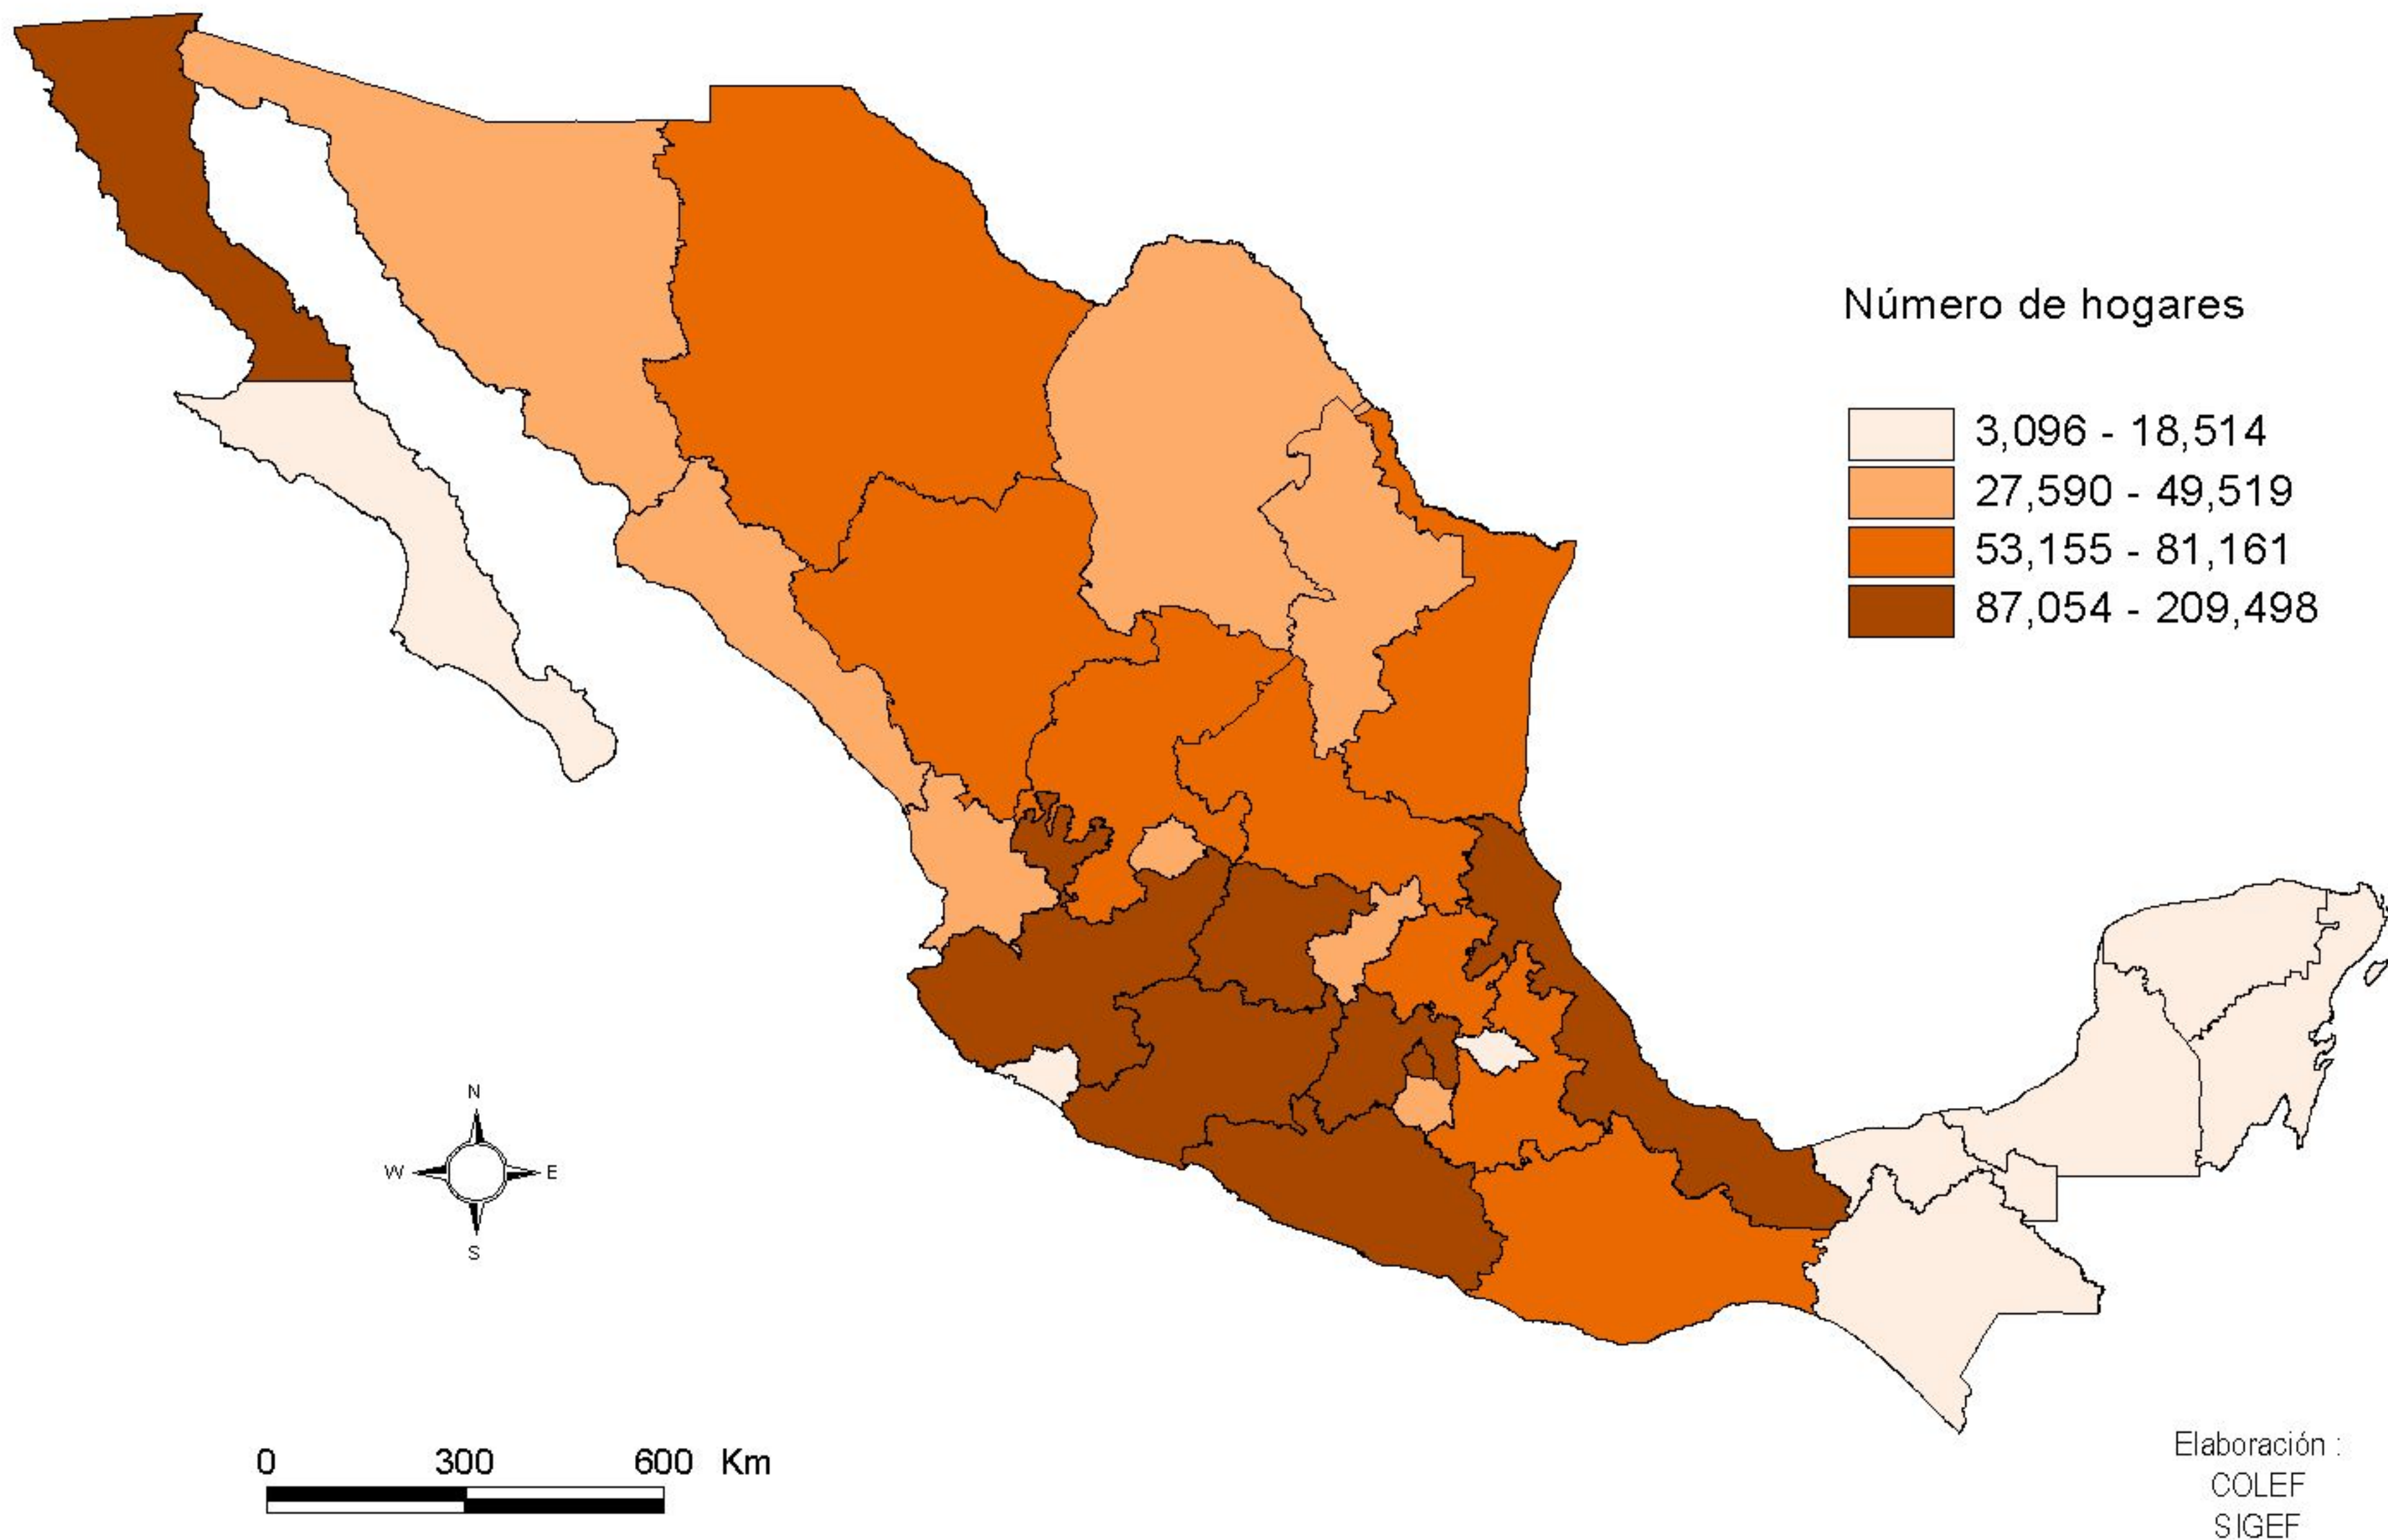 Número de hogares
3,096 - 18,514
27,590 - 49,519
53,155 - 81,161
87,054 - 209,498
N
W E
S
0 300 600 Km
Elaboración :
COLEF
SIGEF